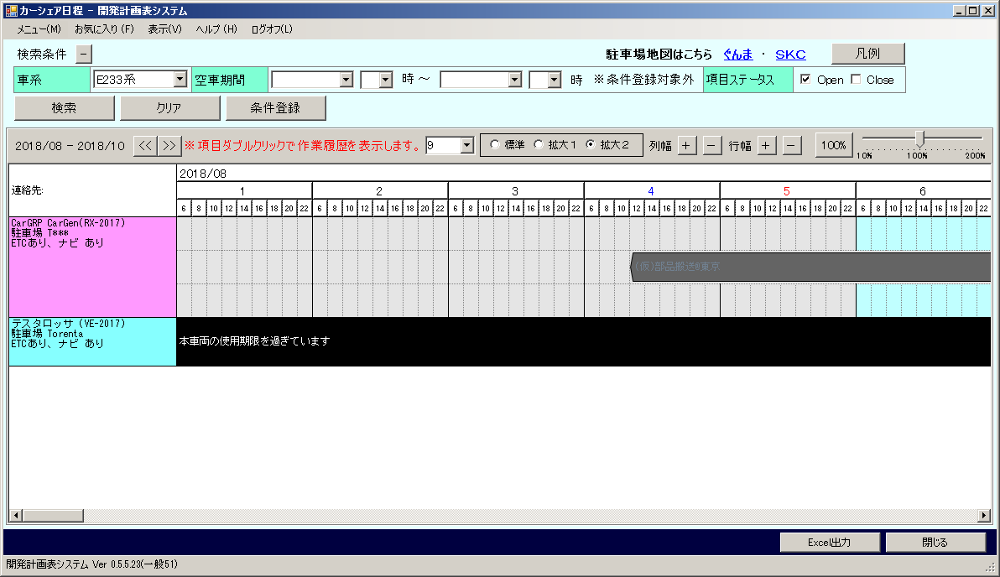 カーシェア日程 - 開発計画表システム
メニュー(M) お気に入り(F) 表示(V) ヘルプ(H) ログオフ(L)
検索条件 - 駐車場地図はこちら ぐんま ・ SKC 凡例
車系 E233系 空車期間 時 ～ 時 ※条件登録対象外 項目ステータス Open Close
検索 クリア 条件登録
2018/08 - 2018/10 << >> ※項目ダブルクリックで作業履歴を表示します。 9 標準 拡大1 拡大2 列幅 + - 行幅 + - 100%
10% 100% 200%
2018/08
連絡先:
1 2 3 4 5 6
6 8 10 12 14 16 18 20 22 6 8 10 12 14 16 18 20 22 6 8 10 12 14 16 18 20 22 6 8 10 12 14 16 18 20 22 6 8 10 12 14 16 18 20 22 6 8 10 12 14 16 18 20 22
CarGRP CarGen(RX-2017)
駐車場 T***
ETCあり、ナビ あり
(仮)部品搬送@東京
テスタロッサ (VE-2017)
駐車場 Torenta
ETCあり、ナビ あり
本車両の使用期限を過ぎています
Excel出力 閉じる
開発計画表システム Ver 0.5.5.23(一般51)